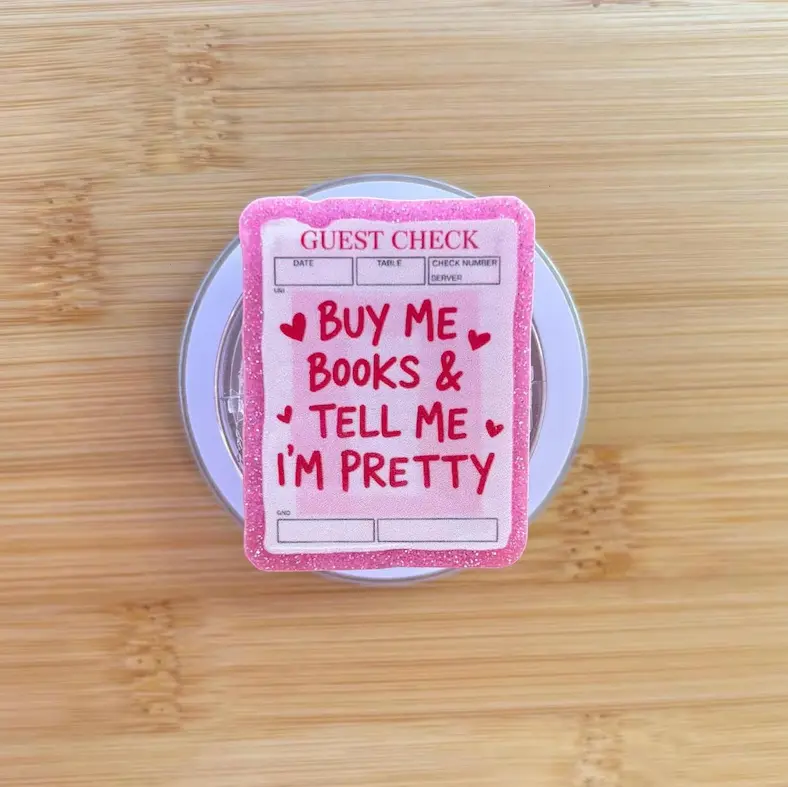 GUEST CHECK
DATE TABLE CHECK NUMBER
SERVER
BUY ME
BOOKS &
TELL ME
I'M PRETTY